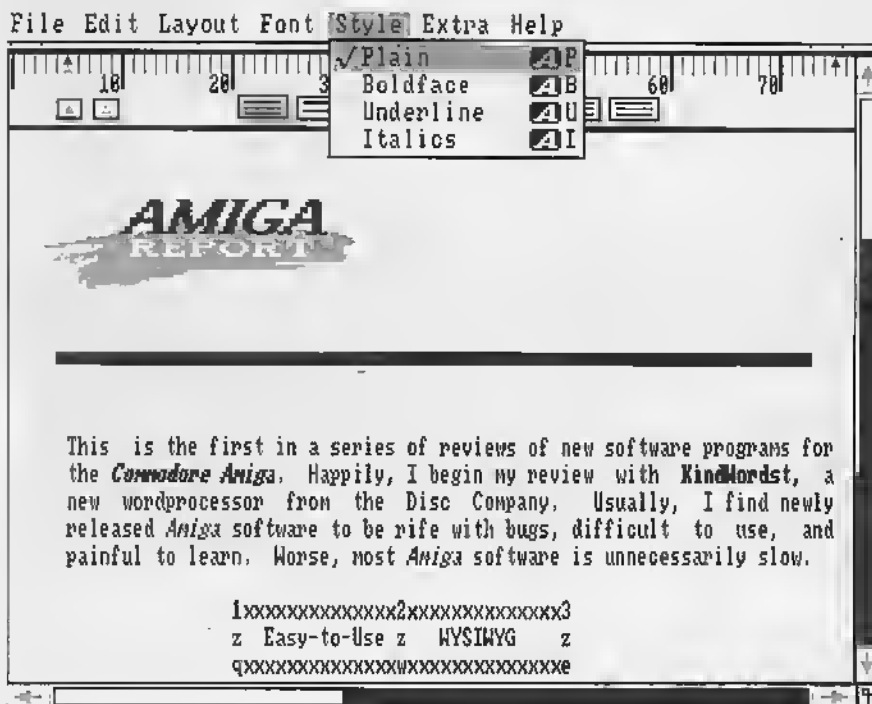 File Edit Layout Font Style Extra Help
10 20 3 60 70
✓Plain A P
Boldface A B
Underline A U
Italics A I
AMIGA
REPORT
This is the first in a series of reviews of new software programs for
the Commodore Amiga. Happily, I begin my review with KindWordst, a
new wordprocessor from the Disc Company. Usually, I find newly
released Amiga software to be rife with bugs, difficult to use, and
painful to learn. Worse, most Amiga software is unnecessarily slow.
1xxxxxxxxxxxxxx2xxxxxxxxxxxxxx3
z Easy-to-Use z WYSIWYG z
qxxxxxxxxxxxxxxwxxxxxxxxxxxxxxe